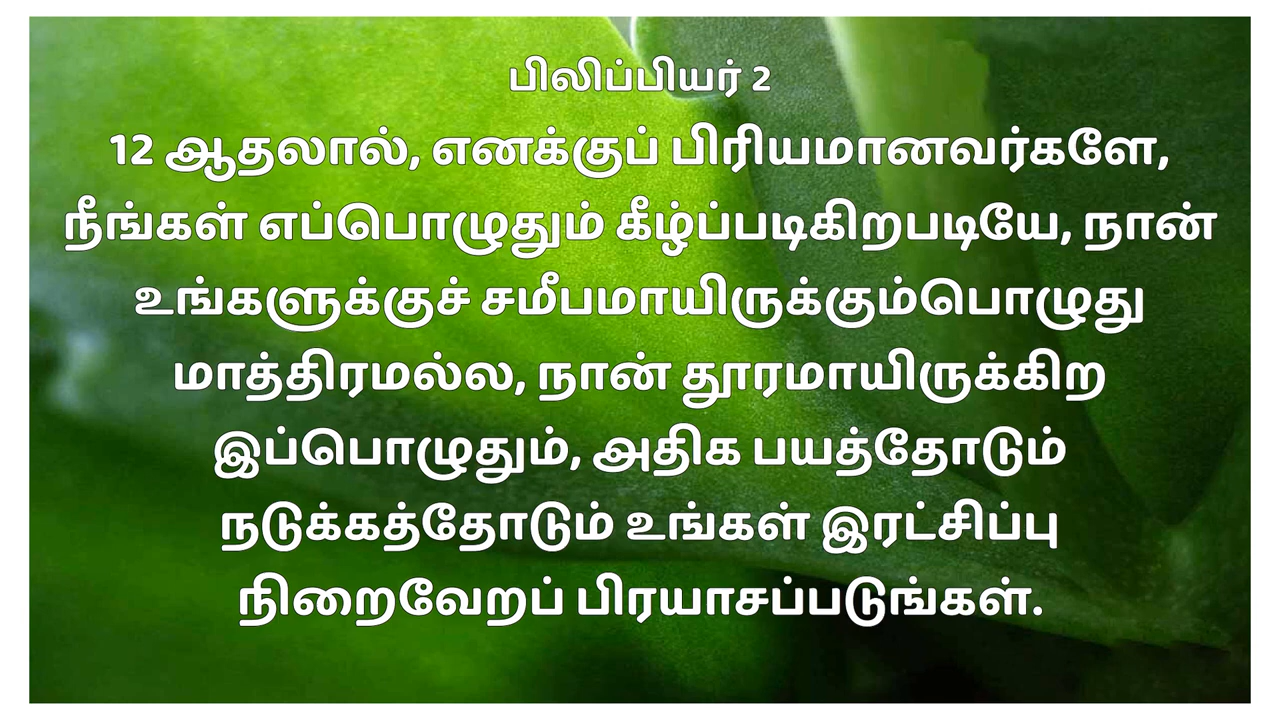 பிலிப்பியர் 2
12 ஆதலால், எனக்குப் பிரியமானவர்களே,
நீங்கள் எப்பொழுதும் கீழ்ப்படிகிறபடியே, நான்
உங்களுக்குச் சமீபமாயிருக்கும்பொழுது
மாத்திரமல்ல, நான் தூரமாயிருக்கிற
இப்பொழுதும், அதிக பயத்தோடும்
நடுக்கத்தோடும் உங்கள் இரட்சிப்பு
நிறைவேறப் பிரயாசப்படுங்கள்.